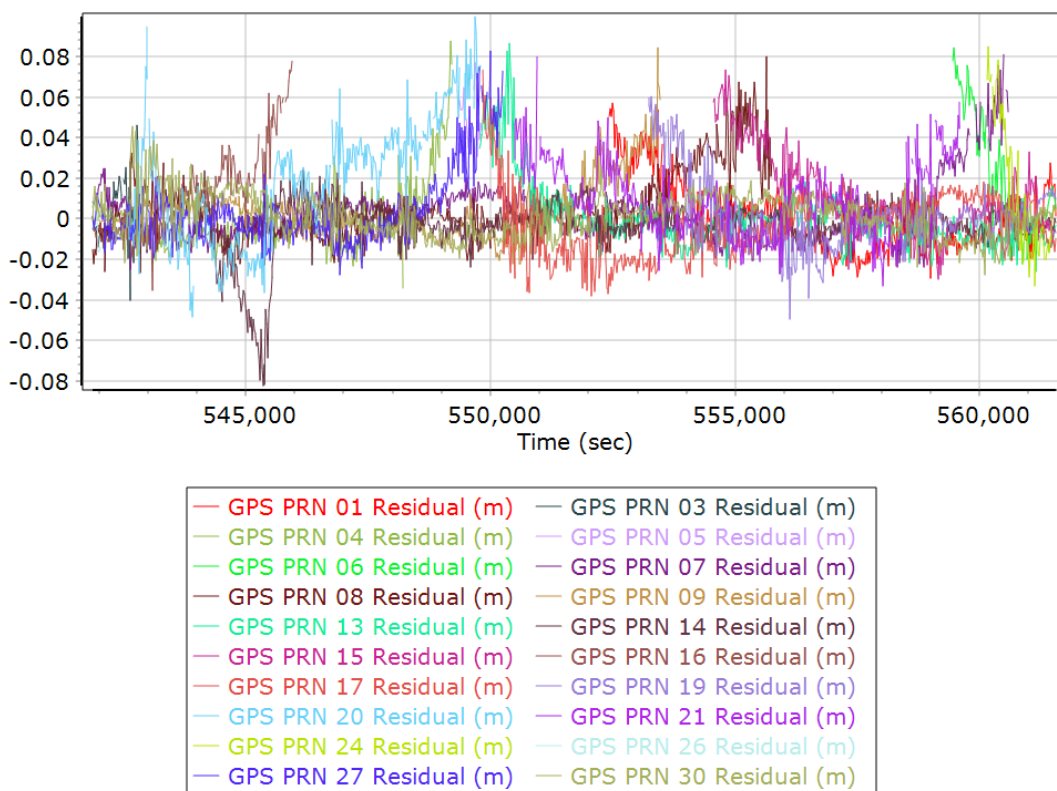 0.08
0.06
0.04
0.02
0
-0.02
-0.04
-0.06
-0.08
545,000 550,000 555,000 560,000
Time (sec)
GPS PRN 01 Residual (m) GPS PRN 03 Residual (m)
GPS PRN 04 Residual (m) GPS PRN 05 Residual (m)
GPS PRN 06 Residual (m) GPS PRN 07 Residual (m)
GPS PRN 08 Residual (m) GPS PRN 09 Residual (m)
GPS PRN 13 Residual (m) GPS PRN 14 Residual (m)
GPS PRN 15 Residual (m) GPS PRN 16 Residual (m)
GPS PRN 17 Residual (m) GPS PRN 19 Residual (m)
GPS PRN 20 Residual (m) GPS PRN 21 Residual (m)
GPS PRN 24 Residual (m) GPS PRN 26 Residual (m)
GPS PRN 27 Residual (m) GPS PRN 30 Residual (m)